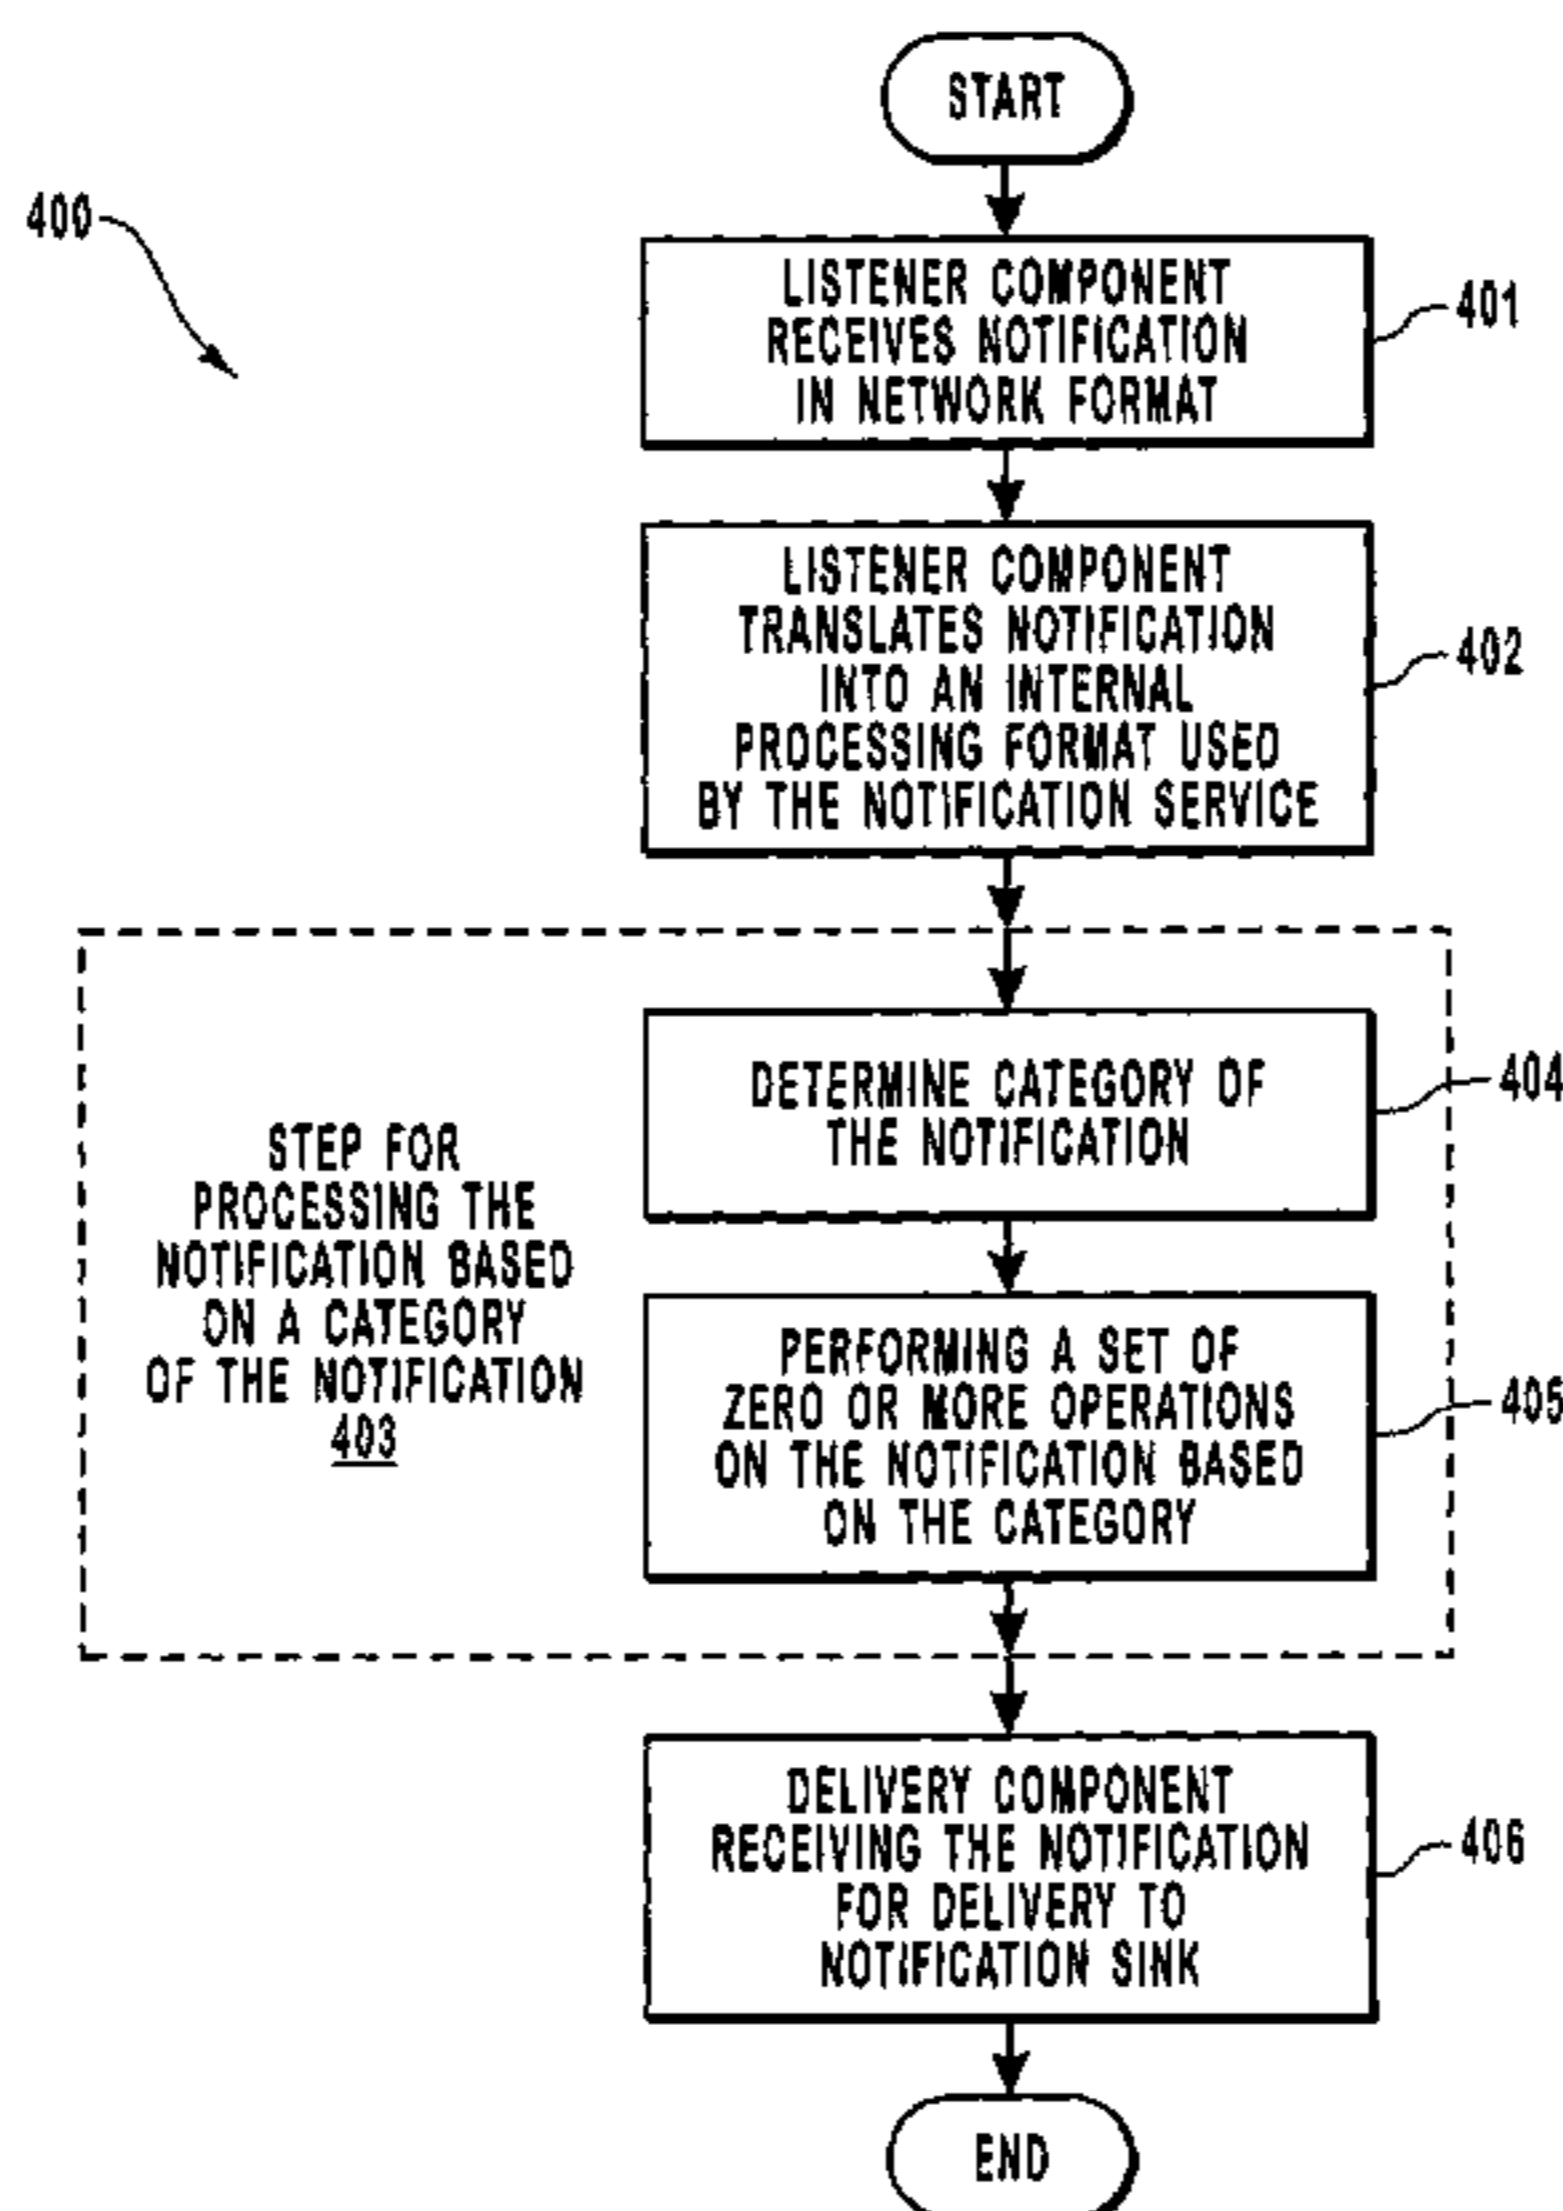 START
400
LISTENER COMPONENT
RECEIVES NOTIFICATION
IN NETWORK FORMAT
401
LISTENER COMPONENT
TRANSLATES NOTIFICATION
INTO AN INTERNAL
PROCESSING FORMAT USED
BY THE NOTIFICATION SERVICE
402
STEP FOR
PROCESSING THE
NOTIFICATION BASED
ON A CATEGORY
OF THE NOTIFICATION
403
DETERMINE CATEGORY OF
THE NOTIFICATION
404
PERFORMING A SET OF
ZERO OR MORE OPERATIONS
ON THE NOTIFICATION BASED
ON THE CATEGORY
405
DELIVERY COMPONENT
RECEIVING THE NOTIFICATION
FOR DELIVERY TO
NOTIFICATION SINK
406
END